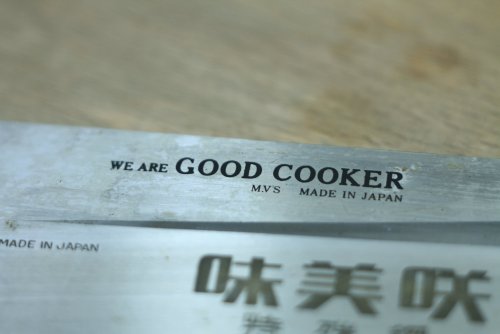 WE ARE GOOD COOKER
M.V'S MADE IN JAPAN
MADE IN JAPAN
味美咲